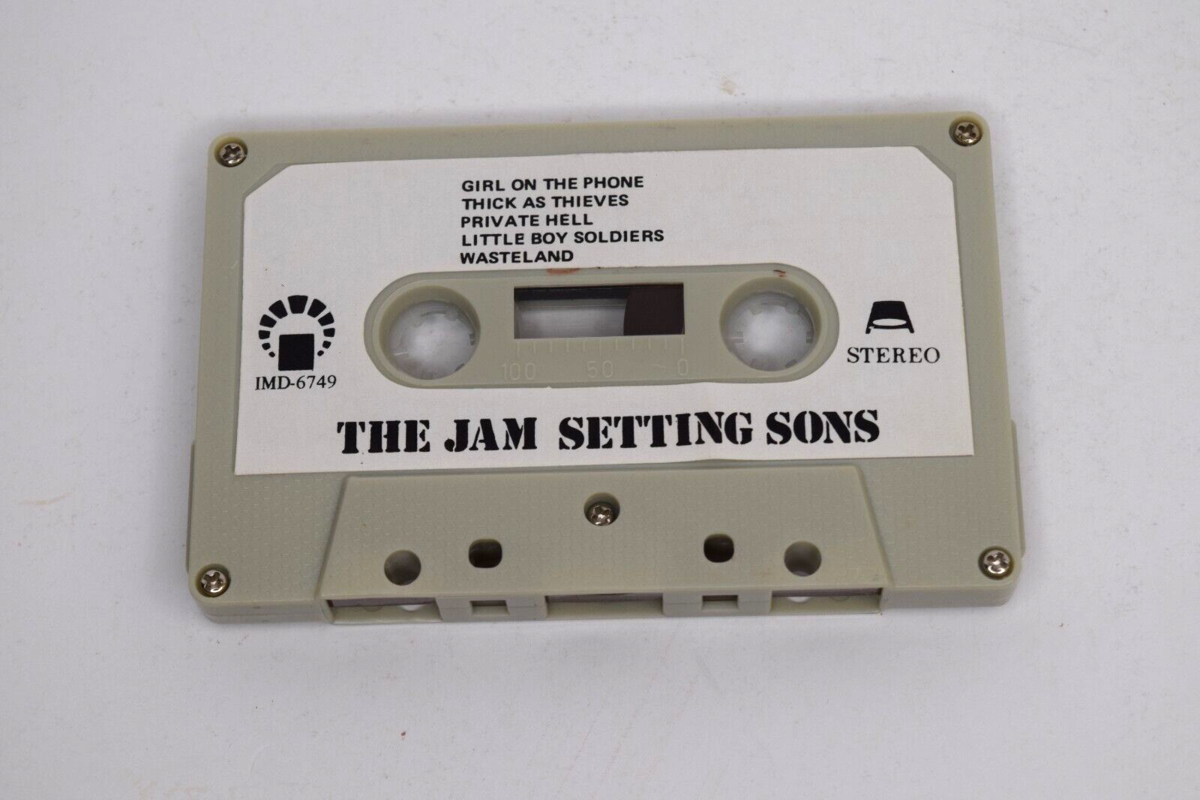 GIRL ON THE PHONE
THICK AS THIEVES
PRIVATE HELL
LITTLE BOY SOLDIERS
WASTELAND
100 50 0
IMD-6749
STEREO
THE JAM SETTING SONS